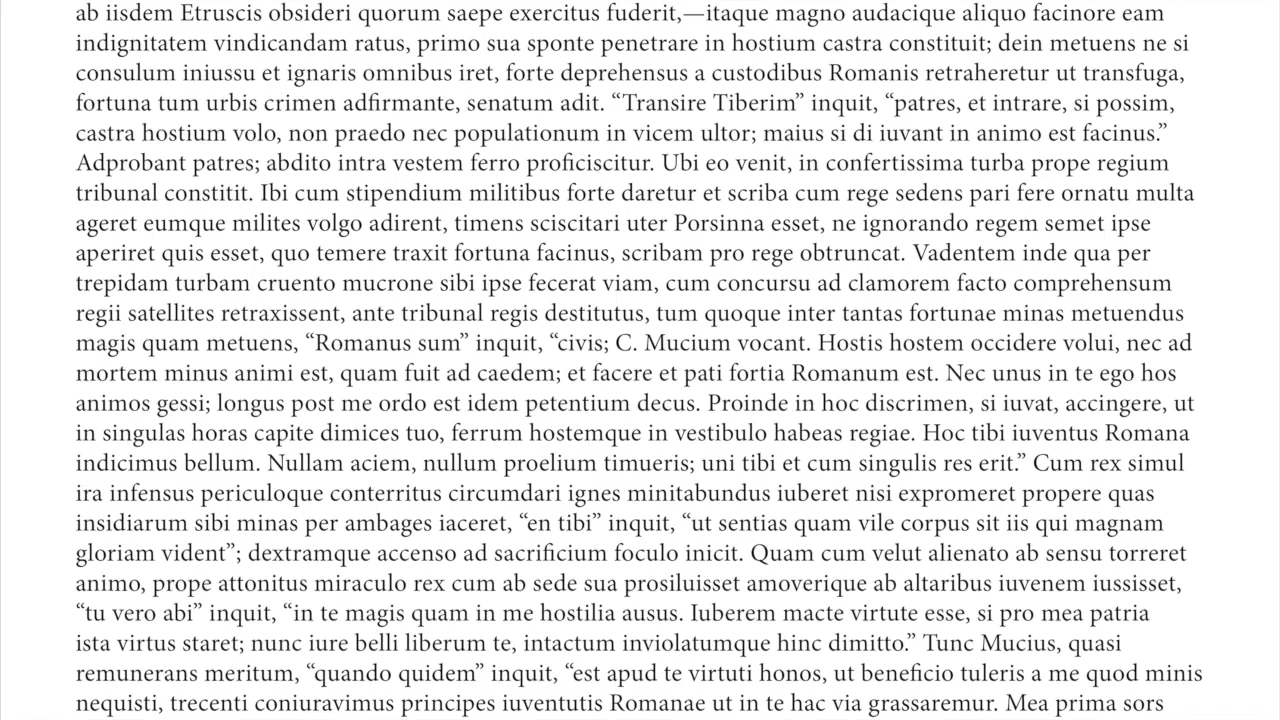 ab iisdem Etruscis obsideri quorum saepe exercitus fuderit,—itaque magno audacique aliquo facinore eam
indignitatem vindicandam ratus, primo sua sponte penetrare in hostium castra constituit; dein metuens ne si
consulum iniussu et ignaris omnibus iret, forte deprehensus a custodibus Romanis retraheretur ut transfuga,
fortuna tum urbis crimen adfirmante, senatum adit. “Transire Tiberim” inquit, “patres, et intrare, si possim,
castra hostium volo, non praedo nec populationum in vicem ultor; maius si di iuvant in animo est facinus.”
Adprobant patres; abdito intra vestem ferro proficiscitur. Ubi eo venit, in confertissima turba prope regium
tribunal constitit. Ibi cum stipendium militibus forte daretur et scriba cum rege sedens pari fere ornatu multa
ageret eumque milites volgo adirent, timens sciscitari uter Porsinna esset, ne ignorando regem semet ipse
aperiret quis esset, quo temere traxit fortuna facinus, scribam pro rege obtruncat. Vadentem inde qua per
trepidam turbam cruento mucrone sibi ipse fecerat viam, cum concursu ad clamorem facto comprehensum
regii satellites retraxissent, ante tribunal regis destitutus, tum quoque inter tantas fortunae minas metuendus
magis quam metuens, “Romanus sum” inquit, “civis; C. Mucium vocant. Hostis hostem occidere volui, nec ad
mortem minus animi est, quam fuit ad caedem; et facere et pati fortia Romanum est. Nec unus in te ego hos
animos gessi; longus post me ordo est idem petentium decus. Proinde in hoc discrimen, si iuvat, accingere, ut
in singulas horas capite dimices tuo, ferrum hostemque in vestibulo habeas regiae. Hoc tibi iuventus Romana
indicimus bellum. Nullam aciem, nullum proelium timueris; uni tibi et cum singulis res erit.” Cum rex simul
ira infensus periculoque conterritus circumdari ignes minitabundus iuberet nisi expromeret propere quas
insidiarum sibi minas per ambages iaceret, “en tibi” inquit, “ut sentias quam vile corpus sit iis qui magnam
gloriam vident”; dextramque accenso ad sacrificium foculo inicit. Quam cum velut alienato ab sensu torreret
animo, prope attonitus miraculo rex cum ab sede sua prosiluisset amoverique ab altaribus iuvenem iussisset,
“tu vero abi” inquit, “in te magis quam in me hostilia ausus. Iuberem macte virtute esse, si pro mea patria
ista virtus staret; nunc iure belli liberum te, intactum inviolatumque hinc dimitto.” Tunc Mucius, quasi
remunerans meritum, “quando quidem” inquit, “est apud te virtuti honos, ut beneficio tuleris a me quod minis
nequisti, trecenti coniuravimus principes iuventutis Romanae ut in te hac via grassaremur. Mea prima sors